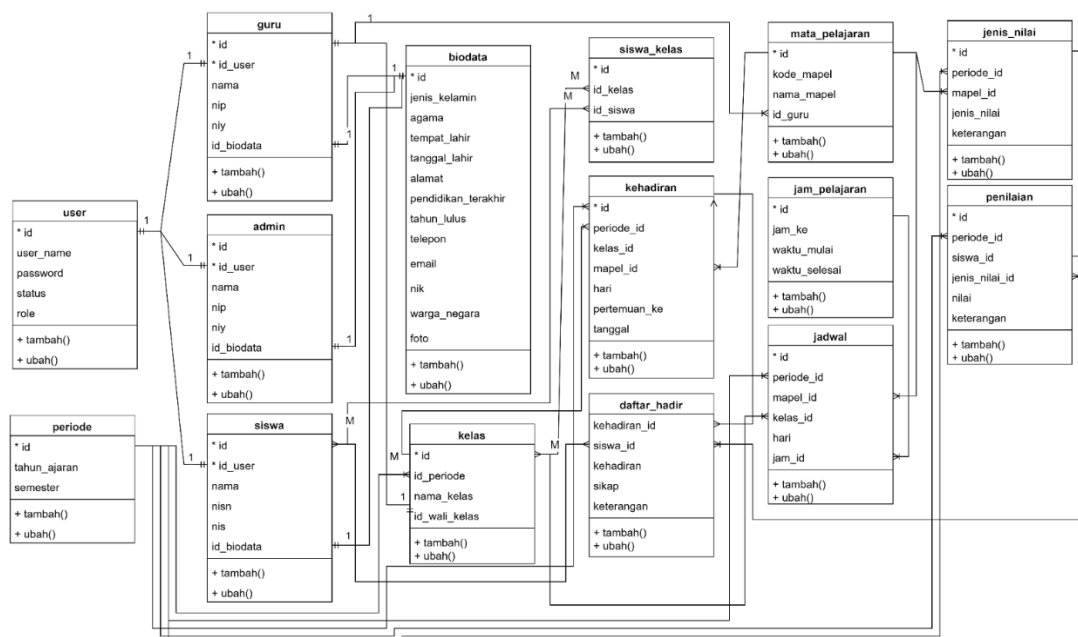 guru
* id
* id_user
nama
nip
niy
id_biodata
+ tambah()
+ ubah()
admin
* id
* id_user
nama
nip
niy
id_biodata
+ tambah()
+ ubah()
siswa
* id
* id_user
nama
nisn
nis
id_biodata
+ tambah()
+ ubah()
user
* id
user_name
password
status
role
+ tambah()
+ ubah()
periode
* id
tahun_ajaran
semester
+ tambah()
+ ubah()
biodata
* id
jenis_kelamin
agama
tempat_lahir
tanggal_lahir
alamat
pendidikan_terakhir
tahun_lulus
telepon
email
nik
warga_negara
foto
+ tambah()
+ ubah()
kelas
* id
id_periode
nama_kelas
id_wali_kelas
+ tambah()
+ ubah()
siswa_kelas
* id
id_kelas
id_siswa
+ tambah()
+ ubah()
kehadiran
* id
periode_id
kelas_id
mapel_id
hari
pertemuan_ke
tanggal
+ tambah()
+ ubah()
daftar_hadir
kehadiran_id
siswa_id
kehadiran
sikap
keterangan
+ tambah()
+ ubah()
mata_pelajaran
* id
kode_mapel
nama_mapel
id_guru
+ tambah()
+ ubah()
jam_pelajaran
* id
jam_ke
waktu_mulai
waktu_selesai
+ tambah()
+ ubah()
jadwal
* id
periode_id
mapel_id
kelas_id
hari
jam_id
+ tambah()
+ ubah()
jenis_nilai
* id
periode_id
mapel_id
jenis_nilai
keterangan
+ tambah()
+ ubah()
penilaian
* id
periode_id
siswa_id
jenis_nilai_id
nilai
keterangan
+ tambah()
+ ubah()
1
1
1
1
1
1
1
1
1
1
1
M
M
M
M
M